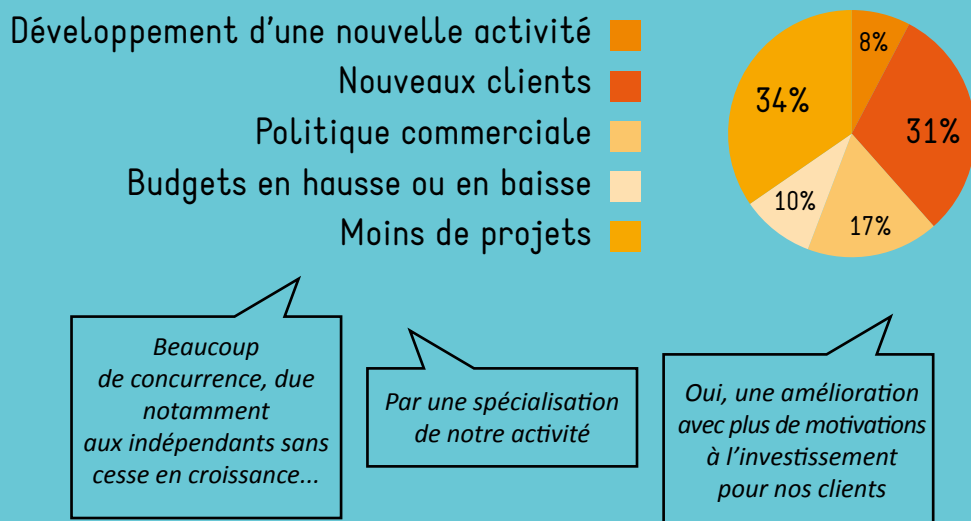 Développement d'une nouvelle activité
Nouveaux clients
Politique commerciale
Budgets en hausse ou en baisse
Moins de projets
8%
31%
17%
10%
34%
Beaucoup
de concurrence, due
notamment
aux indépendants sans
cesse en croissance...
Par une spécialisation
de notre activité
Oui, une amélioration
avec plus de motivations
à l'investissement
pour nos clients